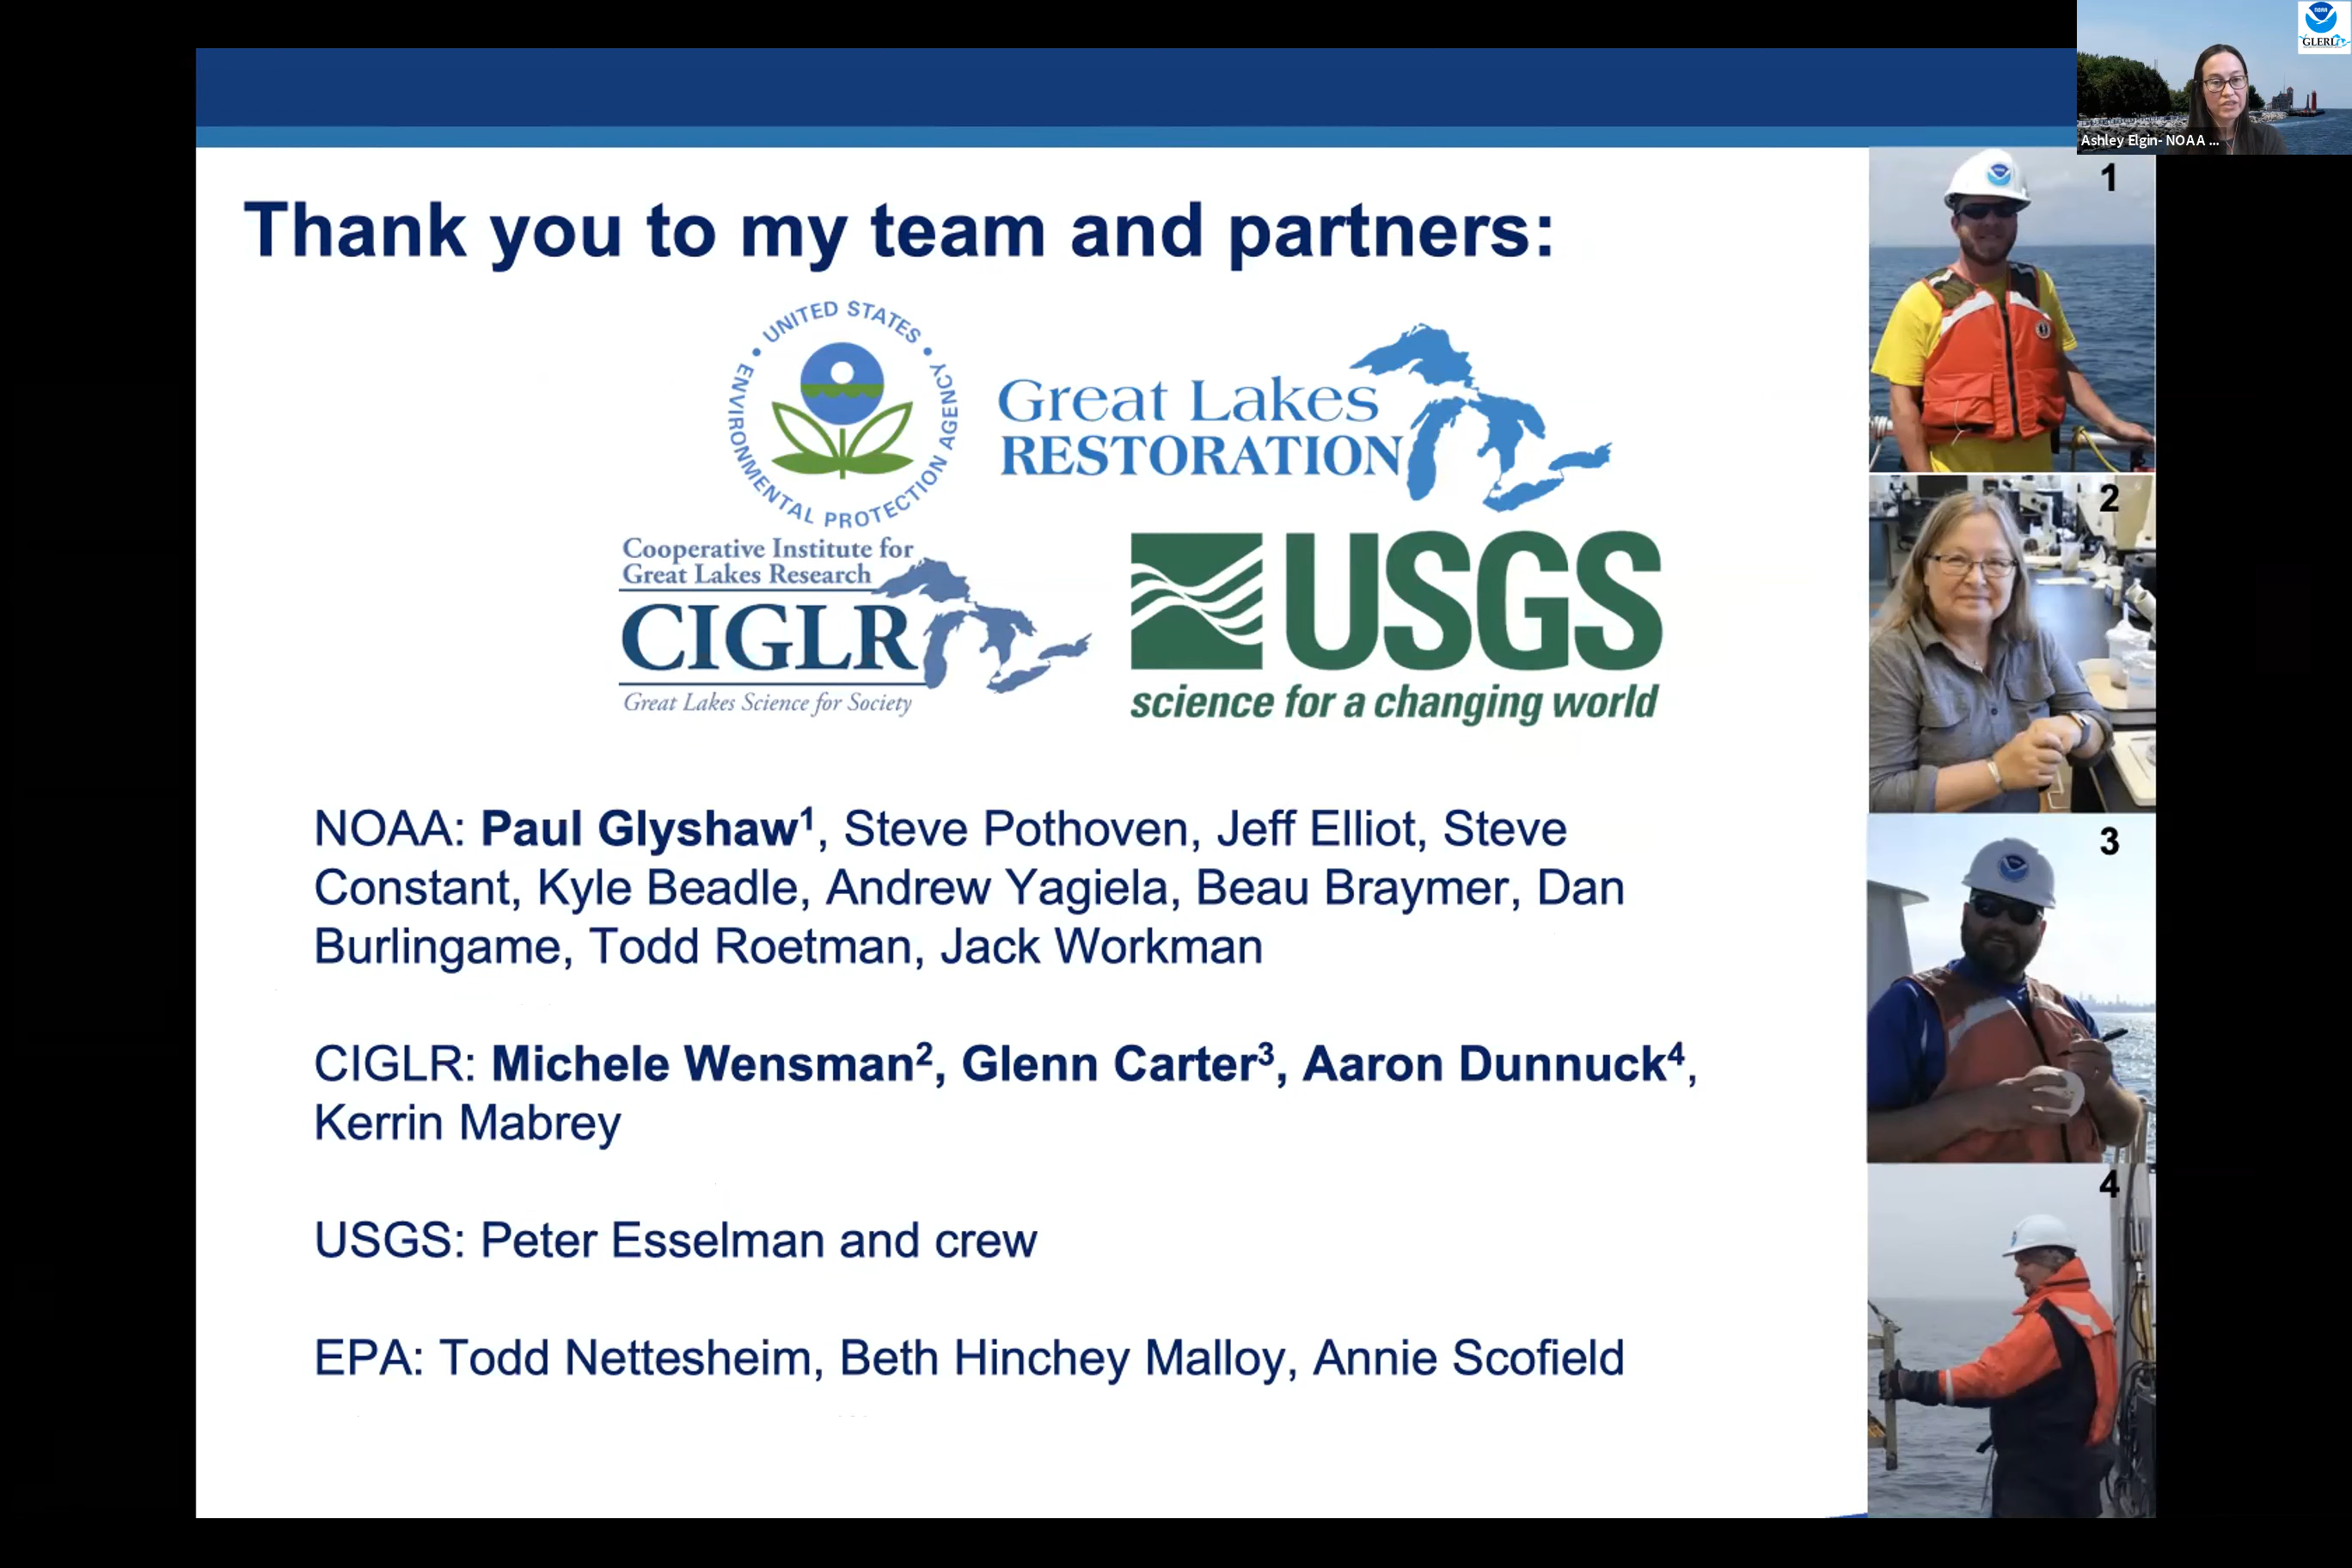 NOAA
GLERL
Ashley Elgin- NOAA ...
Thank you to my team and partners:
UNITED STATES • ENVIRONMENTAL PROTECTION AGENCY •
Great Lakes
RESTORATION
Cooperative Institute for
Great Lakes Research
CIGLR
Great Lakes Science for Society
USGS
science for a changing world
NOAA: Paul Glyshaw¹, Steve Pothoven, Jeff Elliot, Steve
Constant, Kyle Beadle, Andrew Yagiela, Beau Braymer, Dan
Burlingame, Todd Roetman, Jack Workman
CIGLR: Michele Wensman², Glenn Carter³, Aaron Dunnuck⁴,
Kerrin Mabrey
USGS: Peter Esselman and crew
EPA: Todd Nettesheim, Beth Hinchey Malloy, Annie Scofield
1
2
3
4